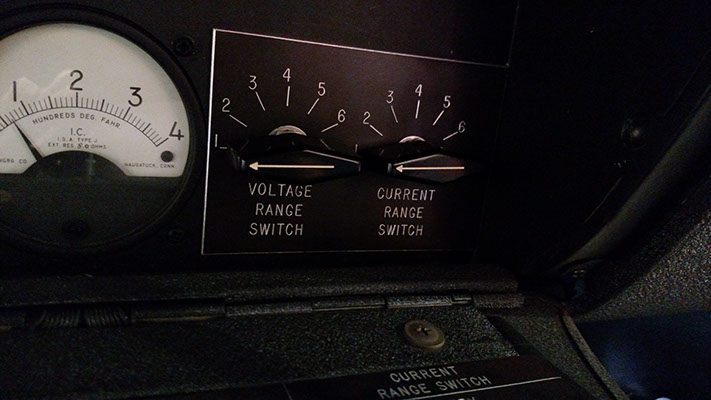 1 2 3 4
HUNDREDS DEG. FAHR.
I.C.
I.S.A. TYPE J
EXT. RES. 5.0 OHMS
CO. NAUGATUCK, CONN.
1 2 3 4 5 6
VOLTAGE
RANGE
SWITCH
2 3 4 5 6
CURRENT
RANGE
SWITCH
CURRENT
RANGE SWITCH